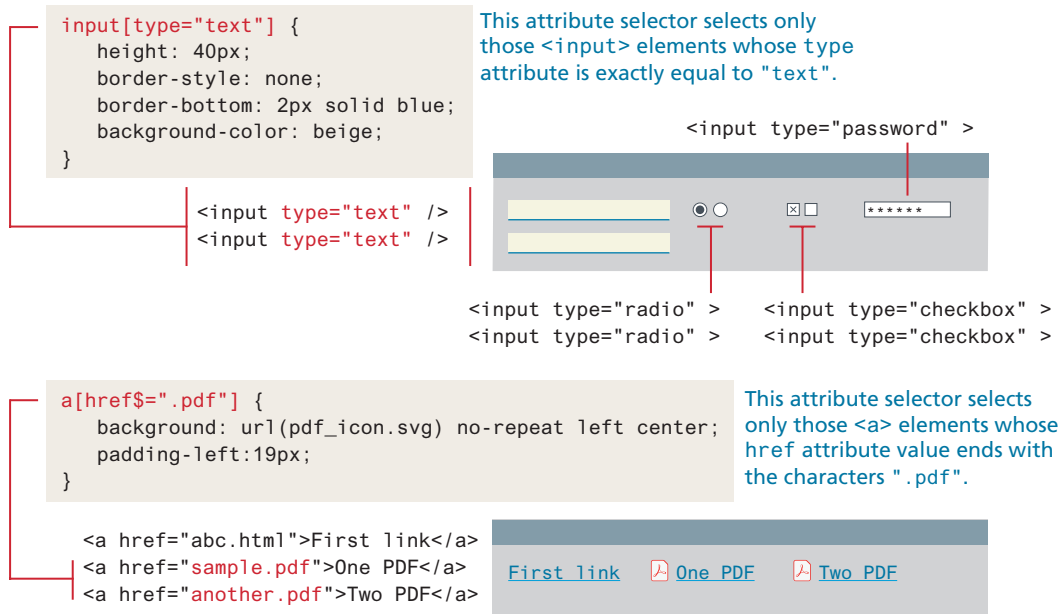 input[type="text"] {
height: 40px;
border-style: none;
border-bottom: 2px solid blue;
background-color: beige;
}
This attribute selector selects only
those <input> elements whose type
attribute is exactly equal to "text".
<input type="password" >
<input type="text" />
<input type="text" />
******
<input type="radio" >
<input type="radio" >
<input type="checkbox" >
<input type="checkbox" >
a[href$=".pdf"] {
background: url(pdf_icon.svg) no-repeat left center;
padding-left:19px;
}
This attribute selector selects
only those <a> elements whose
href attribute value ends with
the characters ".pdf".
<a href="abc.html">First link</a>
<a href="sample.pdf">One PDF</a>
<a href="another.pdf">Two PDF</a>
First link One PDF Two PDF